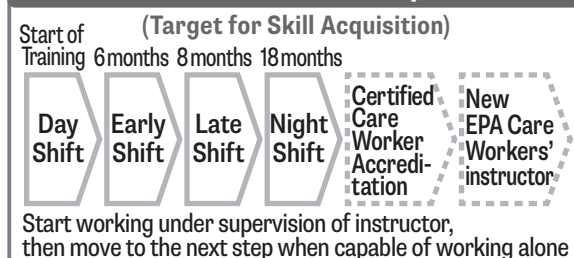 (Target for Skill Acquisition)
Start of
Training 6 months 8 months 18 months
Day
Shift
Early
Shift
Late
Shift
Night
Shift
Certified
Care
Worker
Accredi-
tation
New
EPA Care
Workers'
instructor
Start working under supervision of instructor,
then move to the next step when capable of working alone